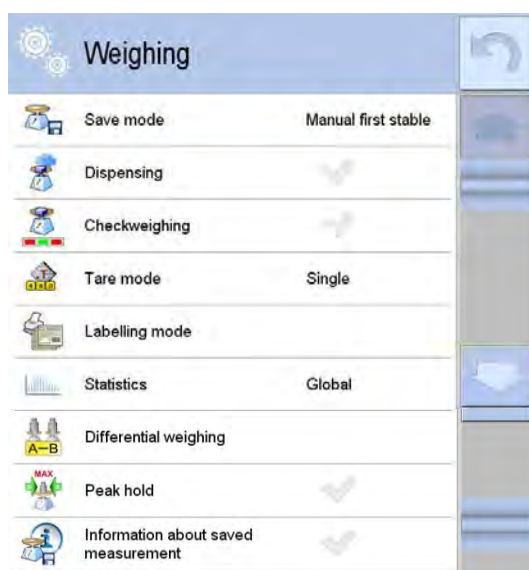 Weighing
Save mode Manual first stable
Dispensing
Checkweighing
Tare mode Single
Labelling mode
Statistics Global
A-B Differential weighing
MAX
Peak hold
Information about saved
measurement